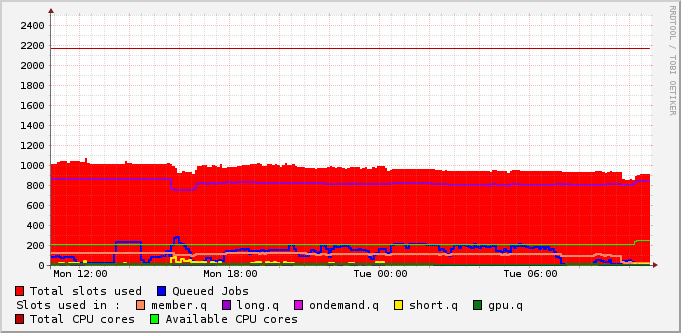 2400
2200
2000
1800
1600
1400
1200
1000
800
600
400
200
0
Mon 12:00 Mon 18:00 Tue 00:00 Tue 06:00
Total slots used Queued Jobs
Slots used in : member.q long.q ondemand.q short.q gpu.q
Total CPU cores Available CPU cores
RRDTOOL / TOBI OETIKER